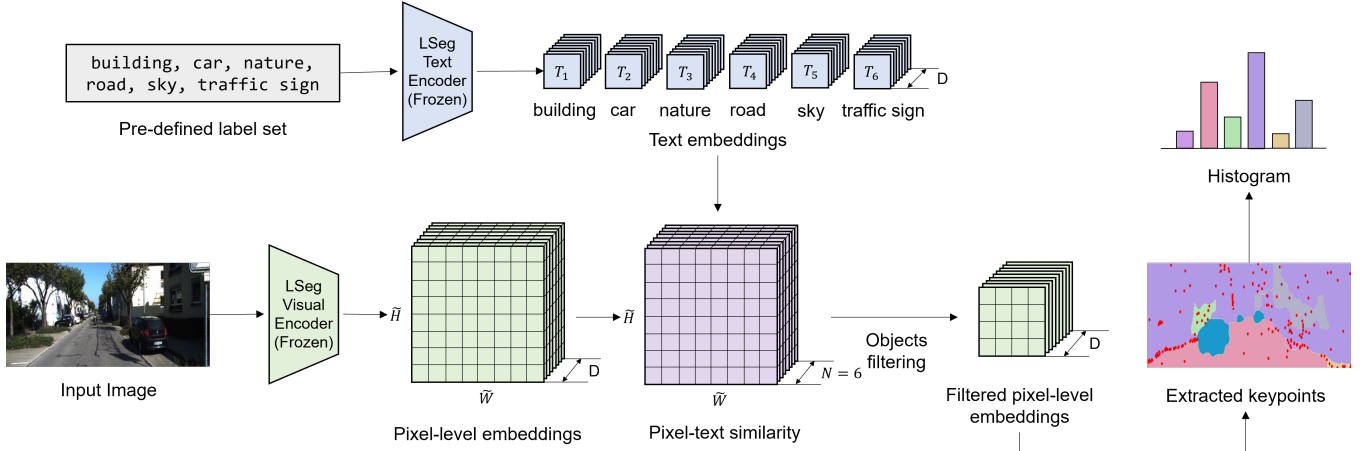 building, car, nature,
road, sky, traffic sign
Pre-defined label set
LSeg
Text
Encoder
(Frozen)
T₁
T₂
T₃
T₄
T₅
T₆
D
building
car
nature
road
sky
traffic sign
Text embeddings
Histogram
Input Image
LSeg
Visual
Encoder
(Frozen)
H̃
W̃
D
Pixel-level embeddings
H̃
W̃
N = 6
Pixel-text similarity
Objects
filtering
D
Filtered pixel-level
embeddings
Extracted keypoints